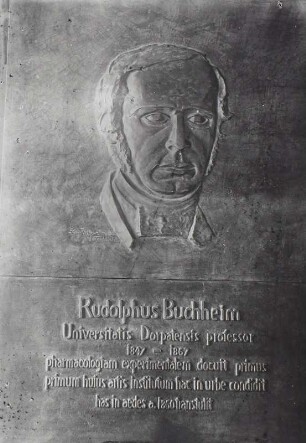 Rudolphus Buchheim
Universitatis Dorpatensis professor
1847 – 1867
pharmacologiam experimentalem docuit primus
primum huius artis institutum hac in urbe condidit
has in aedes a. 1860 transtulit